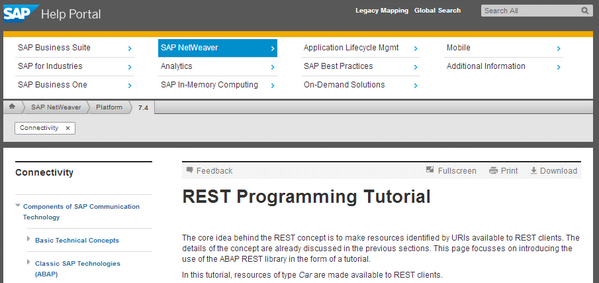 SAP Help Portal
Legacy Mapping Global Search Search All
SAP Business Suite SAP NetWeaver Application Lifecycle Mgmt Mobile
SAP for Industries Analytics SAP Best Practices Additional Information
SAP Business One SAP In-Memory Computing On-Demand Solutions
SAP NetWeaver Platform 7.4
Connectivity x
Connectivity
Components of SAP Communication
Technology
Basic Technical Concepts
Classic SAP Technologies
(ABAP)
Feedback Fullscreen Print Download
REST Programming Tutorial
The core idea behind the REST concept is to make resources identified by URIs available to REST clients. The
details of the concept are already discussed in the previous sections. This page focusses on introducing the
use of the ABAP REST library in the form of a tutorial.
In this tutorial, resources of type Car are made available to REST clients.